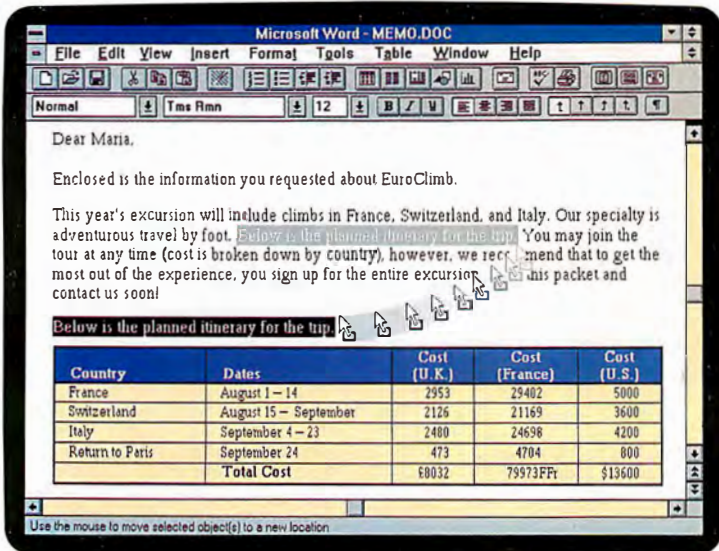 Microsoft Word - MEMO.DOC
File Edit View Insert Format Tools Table Window Help
Normal Tms Rmn 12 B I U
Dear Maria,
Enclosed is the information you requested about EuroClimb.
This year's excursion will include climbs in France, Switzerland, and Italy. Our specialty is
adventurous travel by foot. Below is the planned itinerary for the trip. You may join the
tour at any time (cost is broken down by country), however, we recommend that to get the
most out of the experience, you sign up for the entire excursion. this packet and
contact us soon!
Below is the planned itinerary for the trip.
Country Dates Cost (U.K.) Cost (France) Cost (U.S.)
France August 1 – 14 2953 29402 5000
Switzerland August 15 – September 2126 21169 3600
Italy September 4 – 23 2480 24698 4200
Return to Paris September 24 473 4704 800
Total Cost £8032 79973FFr $13600
Use the mouse to move selected object(s) to a new location